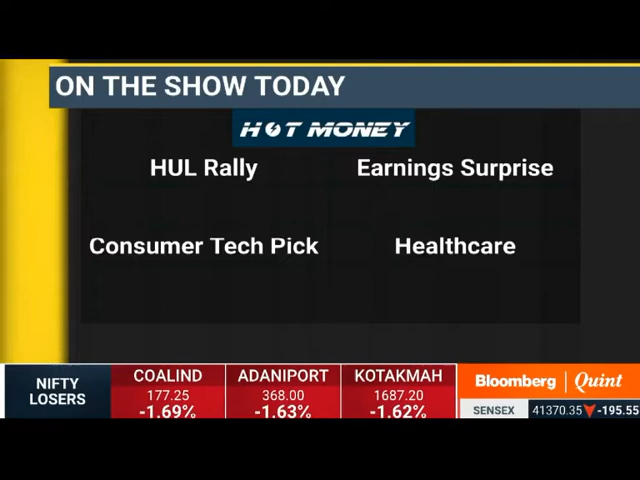 ON THE SHOW TODAY
HOT MONEY
HUL Rally
Earnings Surprise
Consumer Tech Pick
Healthcare
NIFTY LOSERS
COALIND
177.25
-1.69%
ADANIPORT
368.00
-1.63%
KOTAKMAH
1687.20
-1.62%
Bloomberg | Quint
SENSEX 41370.35 -195.55